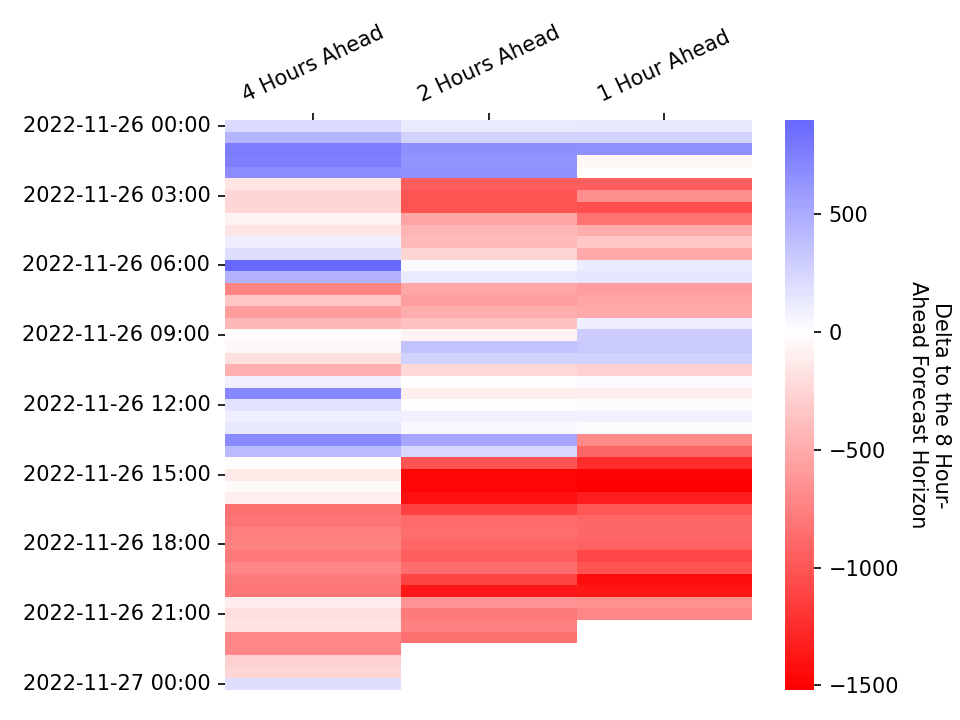 4 Hours Ahead
2 Hours Ahead
1 Hour Ahead
2022-11-26 00:00
2022-11-26 03:00
2022-11-26 06:00
2022-11-26 09:00
2022-11-26 12:00
2022-11-26 15:00
2022-11-26 18:00
2022-11-26 21:00
2022-11-27 00:00
500
0
−500
−1000
−1500
Delta to the 8 Hour-
Ahead Forecast Horizon